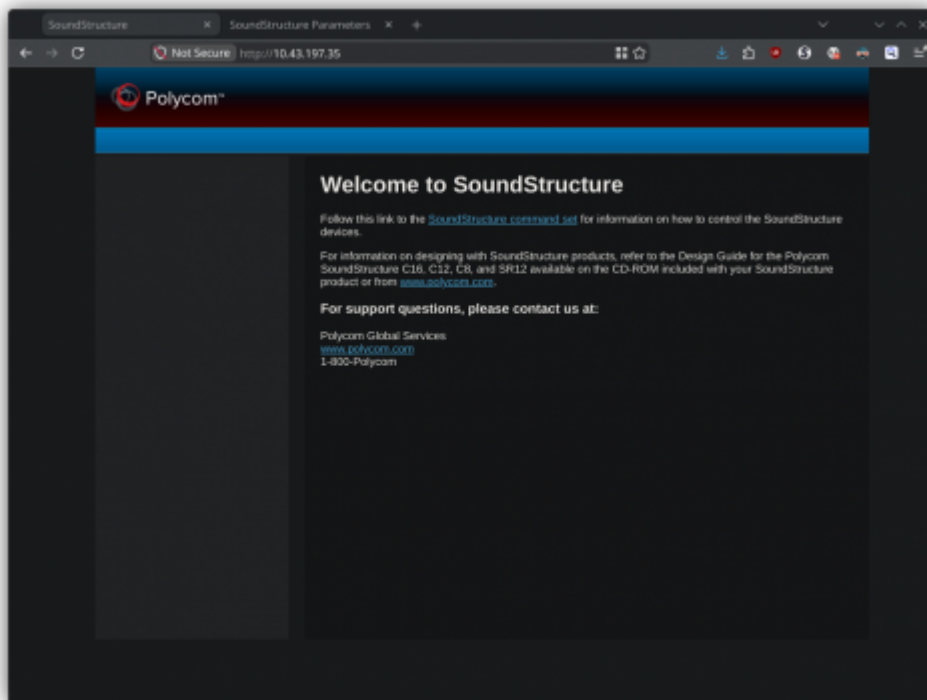 SoundStructure
SoundStructure Parameters
Not Secure http://10.43.197.35
Polycom™
Welcome to SoundStructure
Follow this link to the SoundStructure command set for information on how to control the SoundStructure
devices.
For information on designing with SoundStructure products, refer to the Design Guide for the Polycom
SoundStructure C16, C12, C8, and SR12 available on the CD-ROM included with your SoundStructure
product or from www.polycom.com.
For support questions, please contact us at:
Polycom Global Services
www.polycom.com
1-800-Polycom